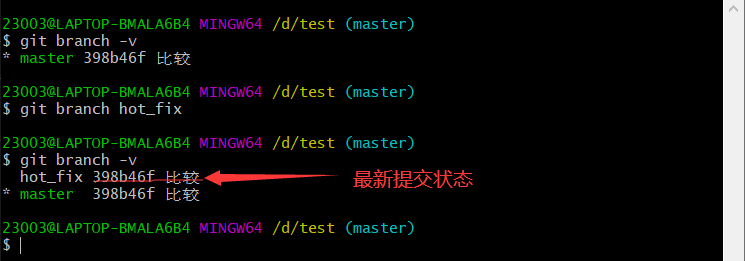 23003@LAPTOP-BMALA6B4 MINGW64 /d/test (master)
$ git branch -v
* master 398b46f 比较
23003@LAPTOP-BMALA6B4 MINGW64 /d/test (master)
$ git branch hot_fix
23003@LAPTOP-BMALA6B4 MINGW64 /d/test (master)
$ git branch -v
hot_fix 398b46f 比较 最新提交状态
* master  398b46f 比较
23003@LAPTOP-BMALA6B4 MINGW64 /d/test (master)
$